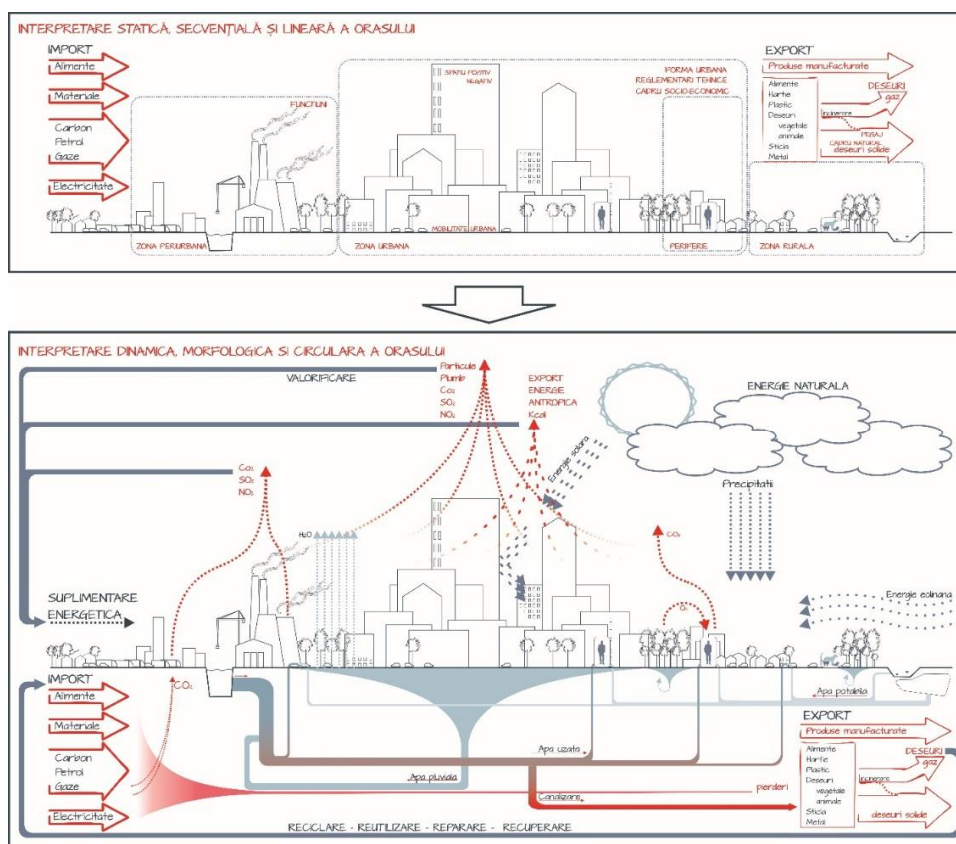 INTERPRETARE STATICĂ, SECVENȚIALĂ ȘI LINEARĂ A ORASULUI
IMPORT
Alimente
Materiale
Carbon
Petrol
Gaze
Electricitate
FUNCTIUNI
SPATIU POZITIV
NEGATIV
FORMA URBANA
REGLEMENTARI TEHNICE
CADRU SOCIO-ECONOMIC
EXPORT
Produse manufacturate
Alimente
Hartie
Plastic
Deseuri
vegetale
animale
Sticla
Metal
DESEURI
gaz
Incinerare
PEISAJ
CADRU NATURAL
deseuri solide
ZONA PERIURBANA
ZONA URBANA
MOBILITATE URBANA
PERIFERIE
ZONA RURALA
INTERPRETARE DINAMICA, MORFOLOGICA SI CIRCULARA A ORASULUI
VALORIFICARE
Particule
Plumb
Co₂
SO₂
NO₂
EXPORT
ENERGIE
ANTROPICA
Kcal
ENERGIE NATURALA
Energie solara
Precipitatii
Co₂
SO₂
NO₂
H₂O
CO₂
O₂
SUPLIMENTARE
ENERGETICA
Energie eoliana
IMPORT
Alimente
Materiale
Carbon
Petrol
Gaze
Electricitate
CO₂
Apa potabila
Apa uzata
Apa pluviala
Canalizare
pierderi
EXPORT
Produse manufacturate
Alimente
Hartie
Plastic
Deseuri
vegetale
animale
Sticla
Metal
DESEURI
gaz
Incinerare
deseuri solide
RECICLARE - REUTILIZARE - REPARARE - RECUPERARE